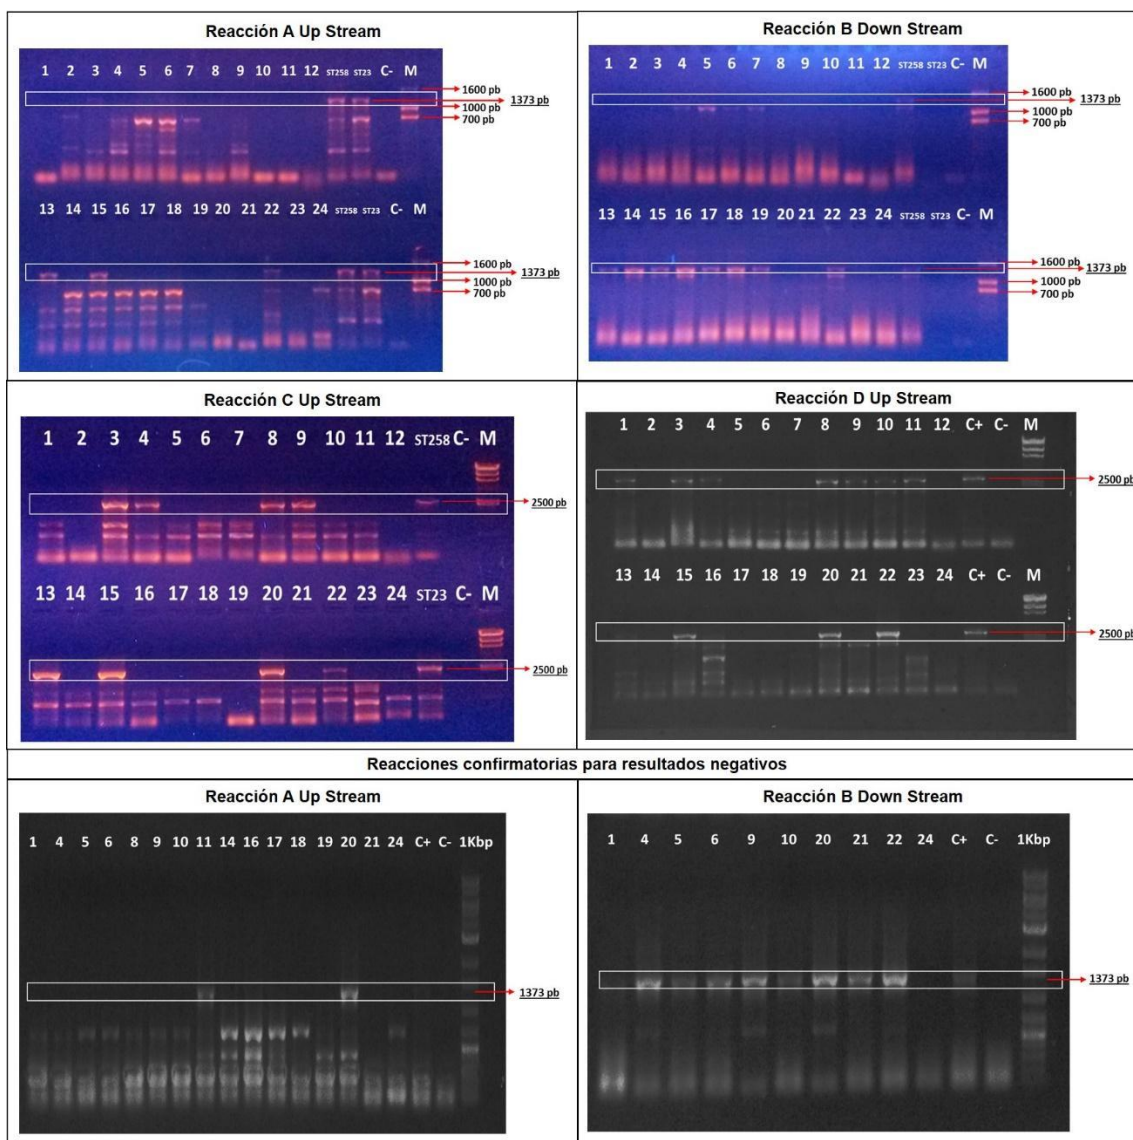 Reacción A Up Stream
1 2 3 4 5 6 7 8 9 10 11 12 ST258 ST23 C- M
1600 pb
1373 pb
1000 pb
700 pb
13 14 15 16 17 18 19 20 21 22 23 24 ST258 ST23 C- M
1600 pb
1373 pb
1000 pb
700 pb
Reacción B Down Stream
1 2 3 4 5 6 7 8 9 10 11 12 ST258 ST23 C- M
1600 pb
1373 pb
1000 pb
700 pb
13 14 15 16 17 18 19 20 21 22 23 24 ST258 ST23 C- M
1600 pb
1373 pb
1000 pb
700 pb
Reacción C Up Stream
1 2 3 4 5 6 7 8 9 10 11 12 ST258 C- M
2500 pb
13 14 15 16 17 18 19 20 21 22 23 24 ST23 C- M
2500 pb
Reacción D Up Stream
1 2 3 4 5 6 7 8 9 10 11 12 C+ C- M
2500 pb
13 14 15 16 17 18 19 20 21 22 23 24 C+ C- M
2500 pb
Reacciones confirmatorias para resultados negativos
Reacción A Up Stream
1 4 5 6 8 9 10 11 14 16 17 18 19 20 21 24 C+ C- 1Kbp
1373 pb
Reacción B Down Stream
1 4 5 6 9 10 20 21 22 24 C+ C- 1Kbp
1373 pb